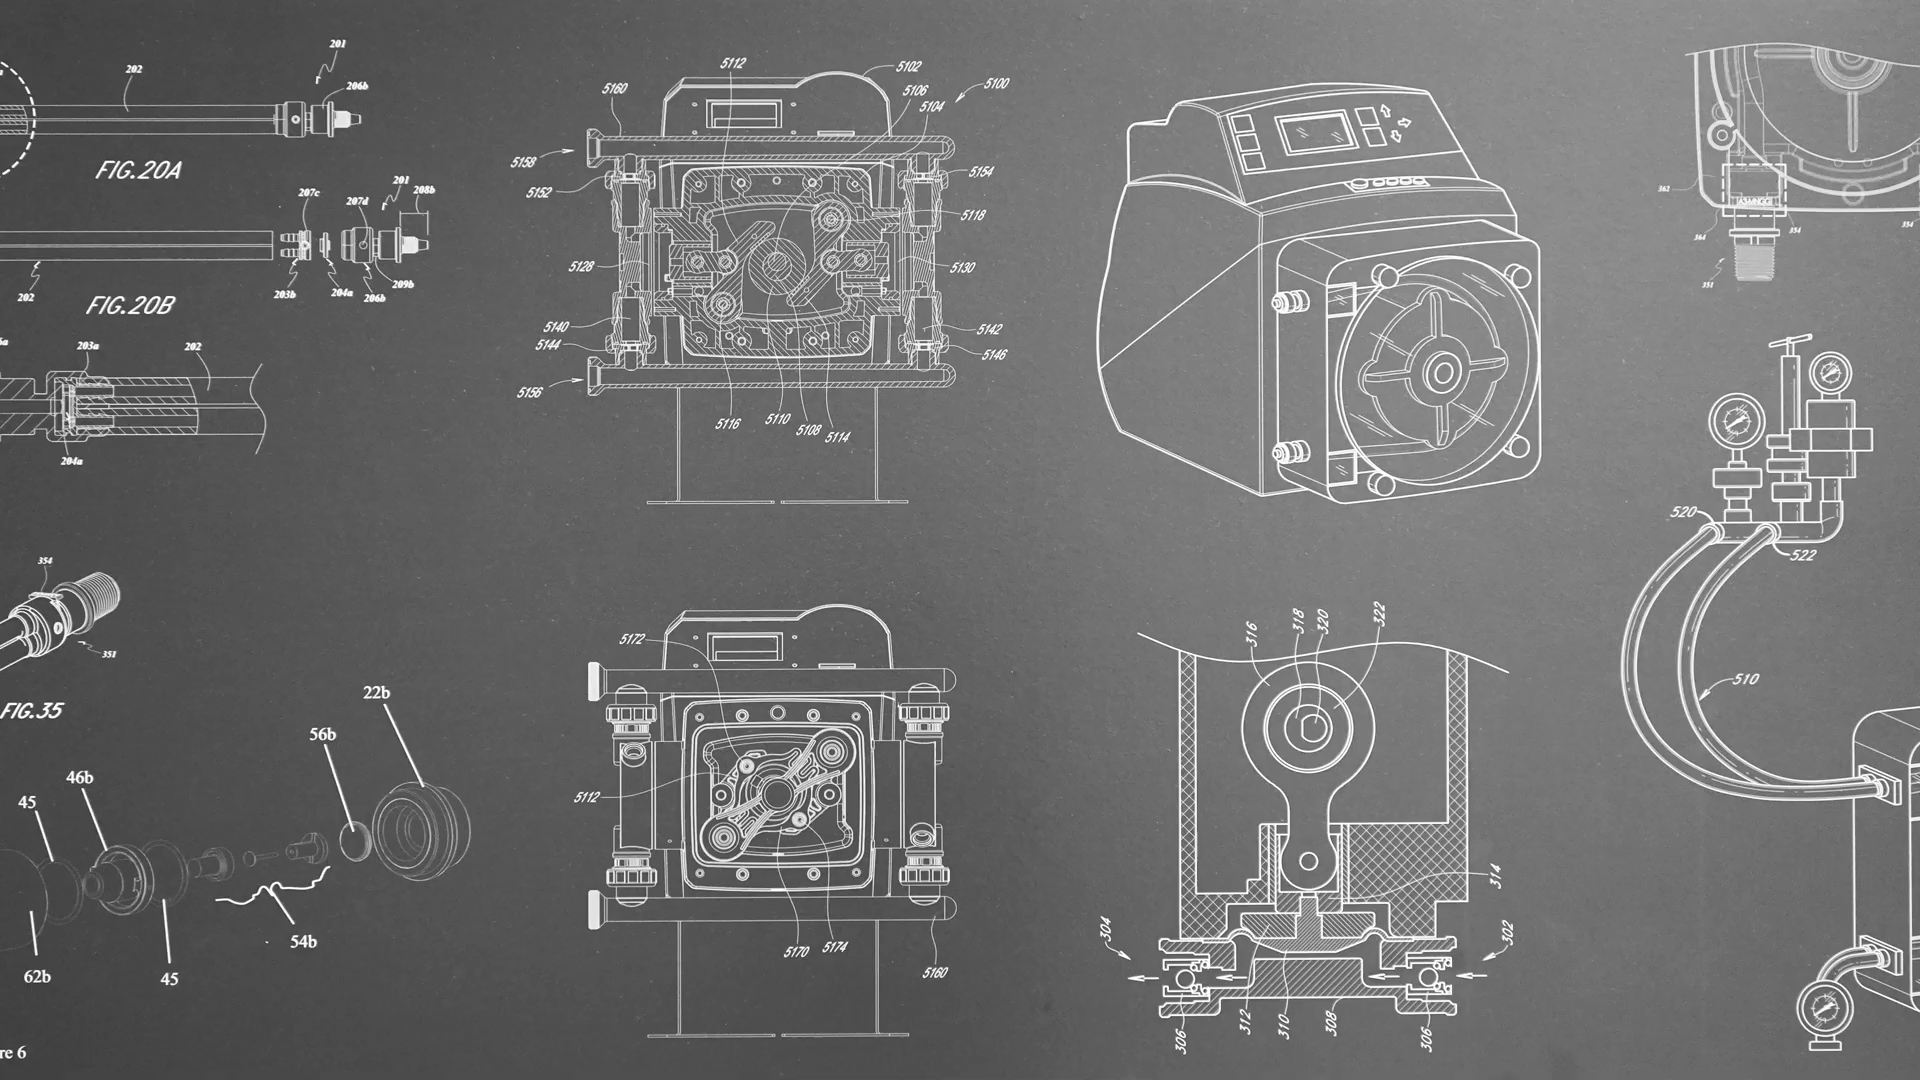 201
202
206b
FIG.20A
207c
201
208b
207d
202
203b
204a
206b
209b
FIG.20B
203a
202
204a
354
351
FIG.35
22b
56b
46b
45
54b
62b
45
re 6
5112
5102
5160
5106
5100
5104
5158
5154
5152
5118
5128
5130
5140
5142
5144
5146
5156
5116
5110
5108
5114
5172
5112
5170
5174
5160
362
364
354
354
351
520
522
510
316
318
320
322
314
304
302
306
312
310
308
306